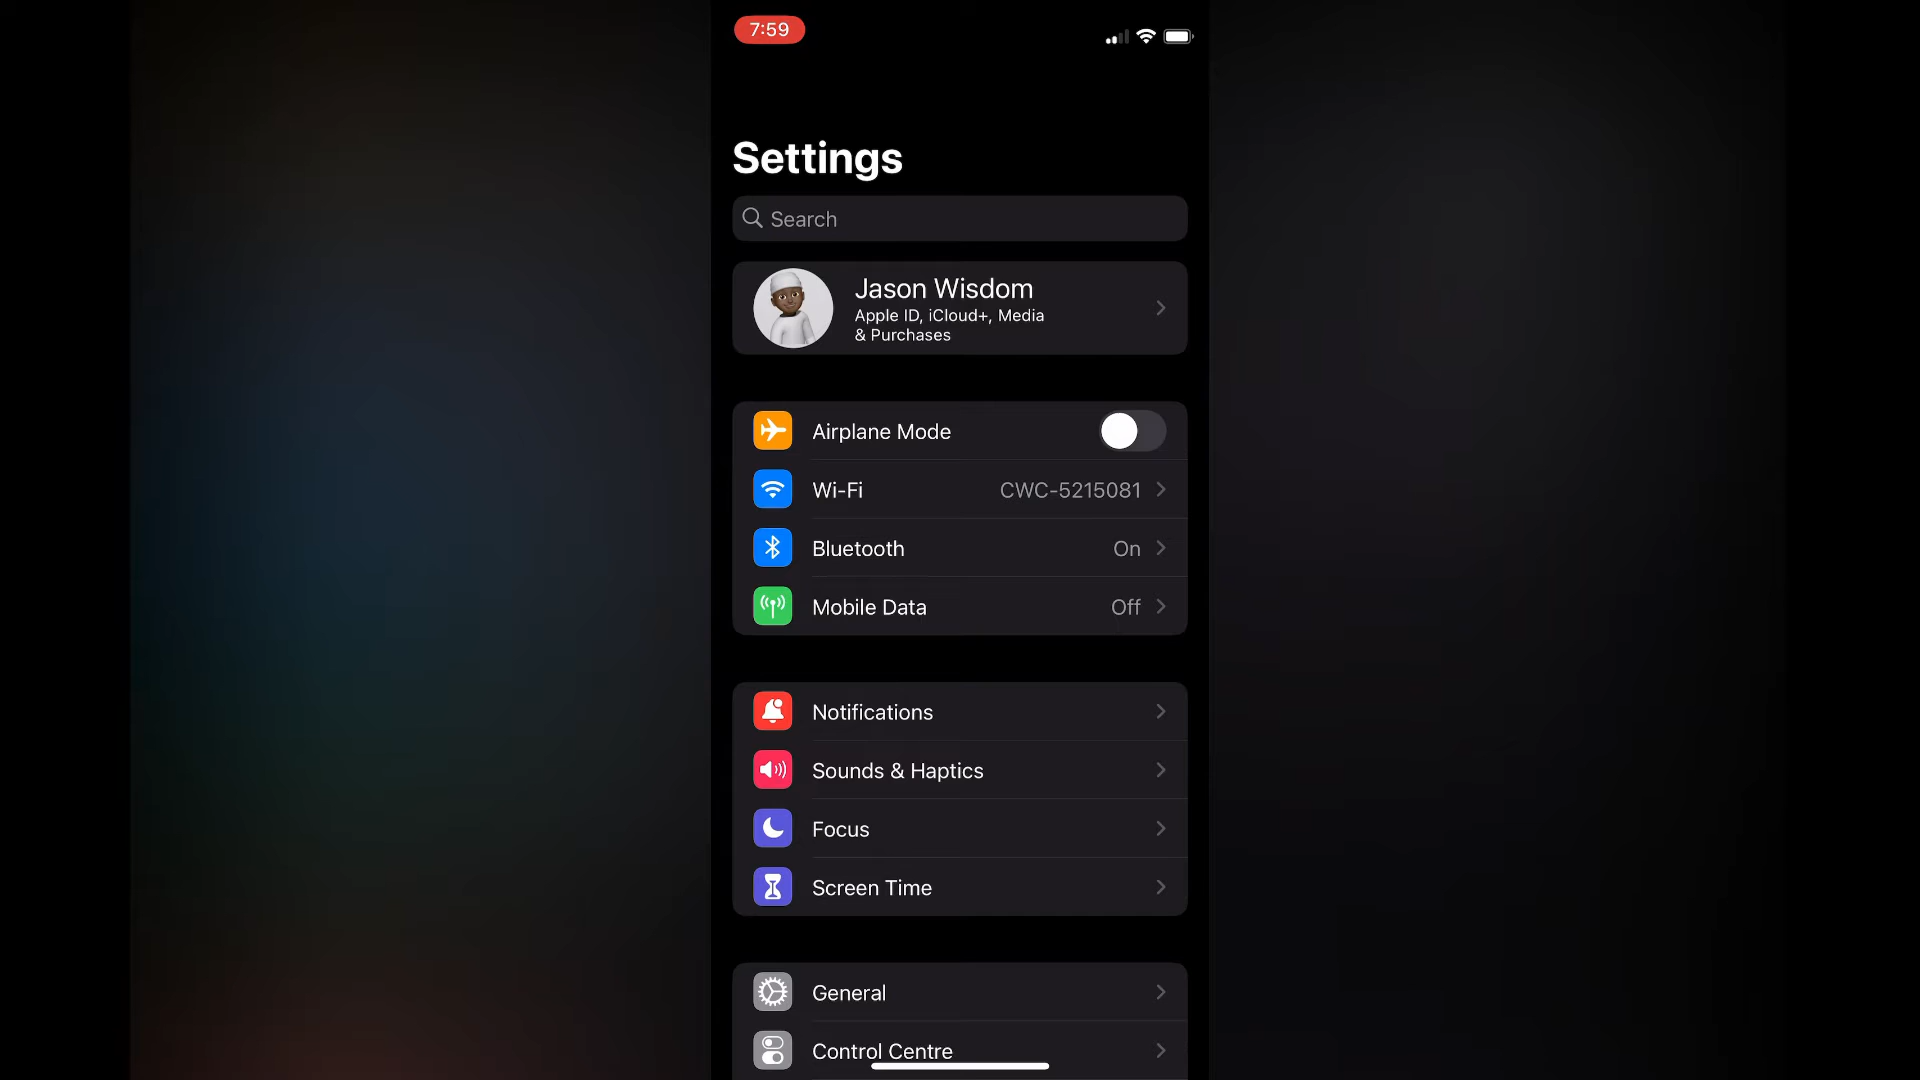 7:59
Settings
Search
Jason Wisdom
Apple ID, iCloud+, Media
& Purchases
Airplane Mode
Wi-Fi CWC-5215081
Bluetooth On
Mobile Data Off
Notifications
Sounds & Haptics
Focus
Screen Time
General
Control Centre